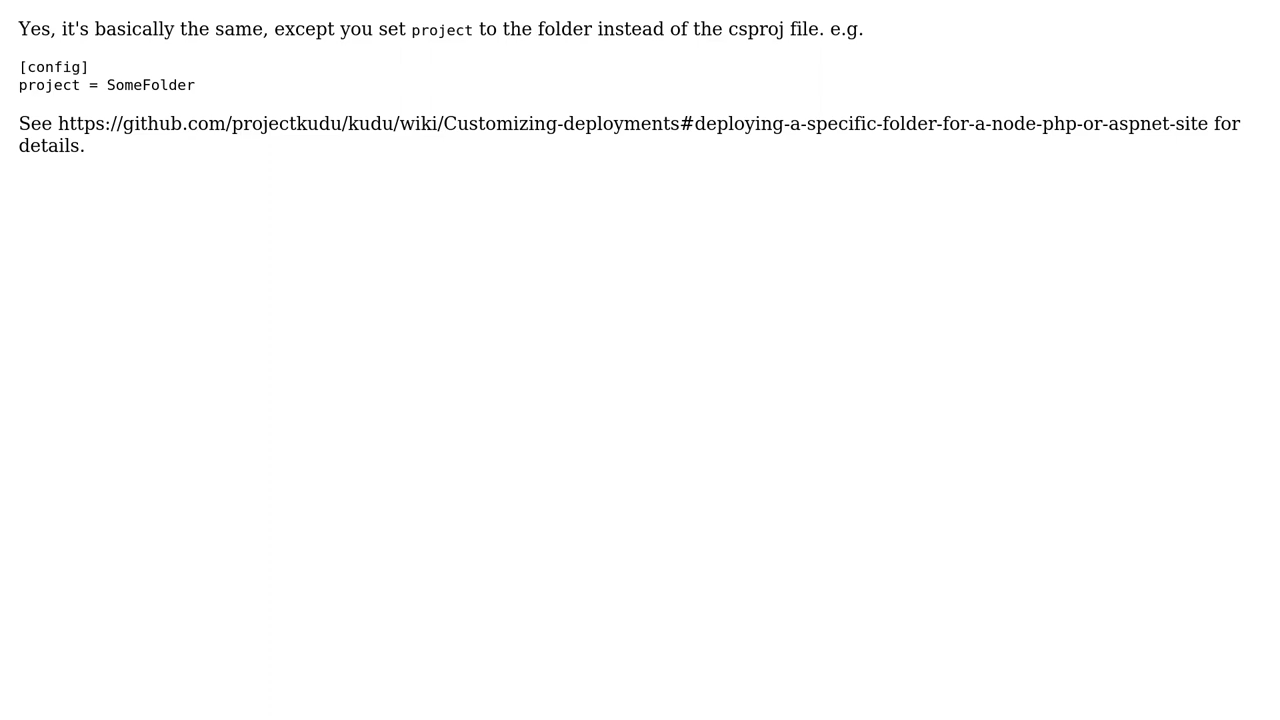 Yes, it's basically the same, except you set project to the folder instead of the csproj file. e.g.
[config]
project = SomeFolder
See https://github.com/projectkudu/kudu/wiki/Customizing-deployments#deploying-a-specific-folder-for-a-node-php-or-aspnet-site for
details.